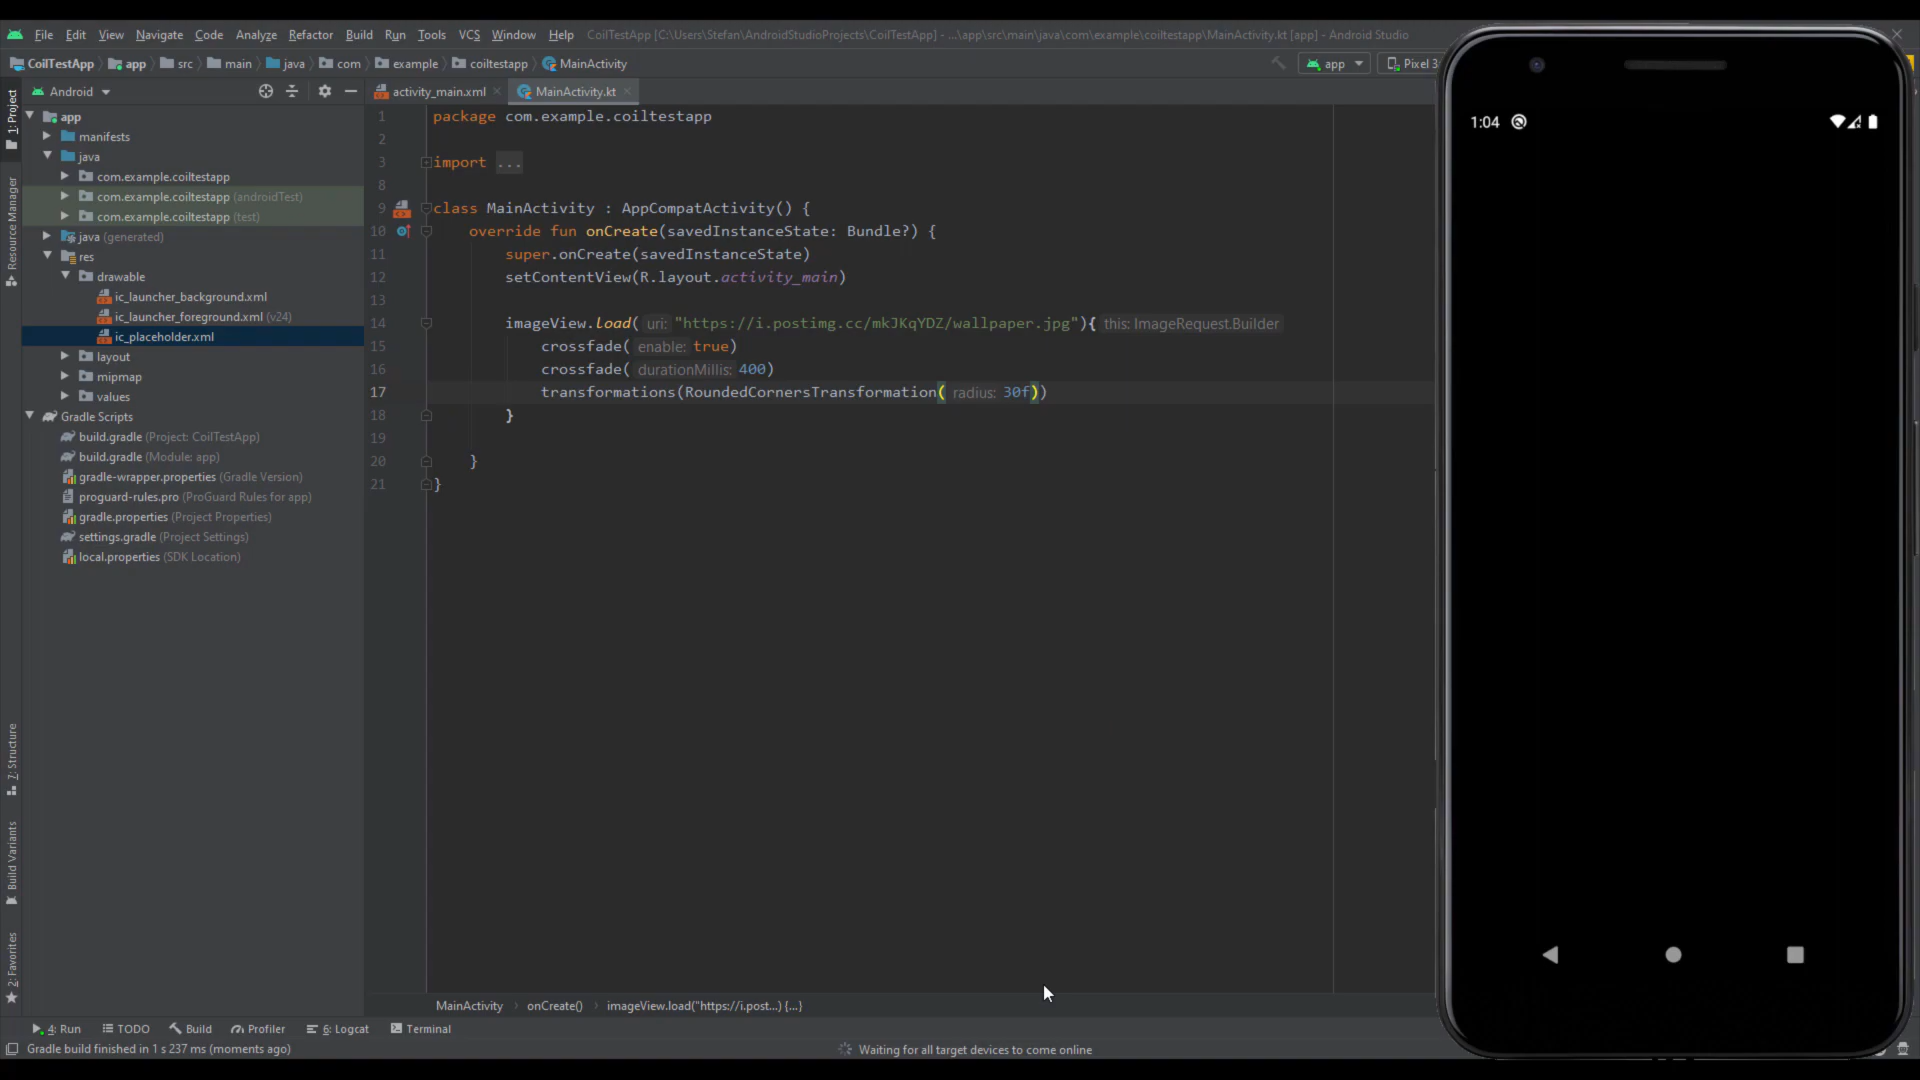 File Edit View Navigate Code Analyze Refactor Build Run Tools VCS Window Help CoilTestApp [C:\Users\Stefan\AndroidStudioProjects\CoilTestApp] - ...\app\src\main\java\com\example\coiltestapp\MainActivity.kt [app] - Android Studio
CoilTestApp app src main java com example coiltestapp MainActivity app Pixel 3
Android
activity_main.xml MainActivity.kt
1: Project
Resource Manager
7: Structure
Build Variants
2: Favorites
app
manifests
java
com.example.coiltestapp
com.example.coiltestapp (androidTest)
com.example.coiltestapp (test)
java (generated)
res
drawable
ic_launcher_background.xml
ic_launcher_foreground.xml (v24)
ic_placeholder.xml
layout
mipmap
values
Gradle Scripts
build.gradle (Project: CoilTestApp)
build.gradle (Module: app)
gradle-wrapper.properties (Gradle Version)
proguard-rules.pro (ProGuard Rules for app)
gradle.properties (Project Properties)
settings.gradle (Project Settings)
local.properties (SDK Location)
1 package com.example.coiltestapp
2
3 import ...
8
9 class MainActivity : AppCompatActivity() {
10 override fun onCreate(savedInstanceState: Bundle?) {
11 super.onCreate(savedInstanceState)
12 setContentView(R.layout.activity_main)
13
14 imageView.load( uri: "https://i.postimg.cc/mkJKqYDZ/wallpaper.jpg"){ this: ImageRequest.Builder
15 crossfade( enable: true)
16 crossfade( durationMillis: 400)
17 transformations(RoundedCornersTransformation( radius: 30f))
18 }
19
20 }
21 }
MainActivity › onCreate() › imageView.load("https://i.post...) {...}
4: Run TODO Build Profiler 6: Logcat Terminal
Gradle build finished in 1 s 237 ms (moments ago) Waiting for all target devices to come online
1:04